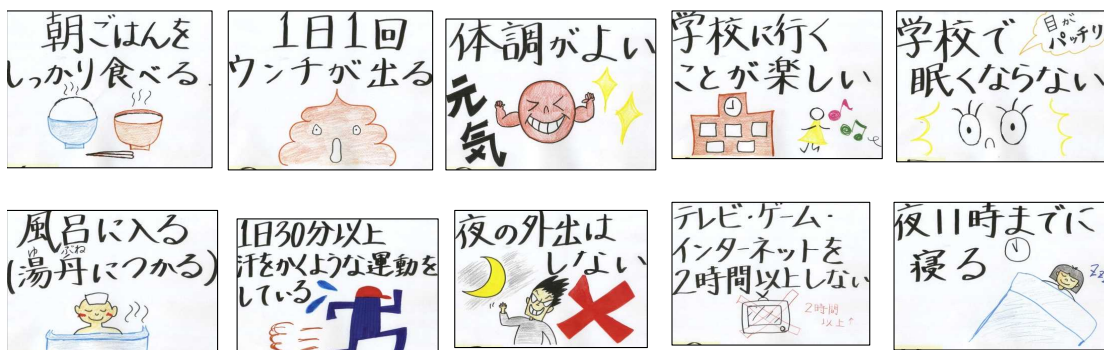 朝ごはんを
しっかり食べる
1日1回
ウンチが出る
体調がよい
元気
学校に行く
ことが楽しい
学校で
眠くならない
目が
パッチリ
風呂に入る
(湯舟につかる)
ゆ ぶね
1日30分以上
汗をかくような運動を
している
夜の外出は
しない
テレビ・ゲーム・
インターネットを
2時間以上しない
2時間
以上
夜11時までに
寝る
Zzz